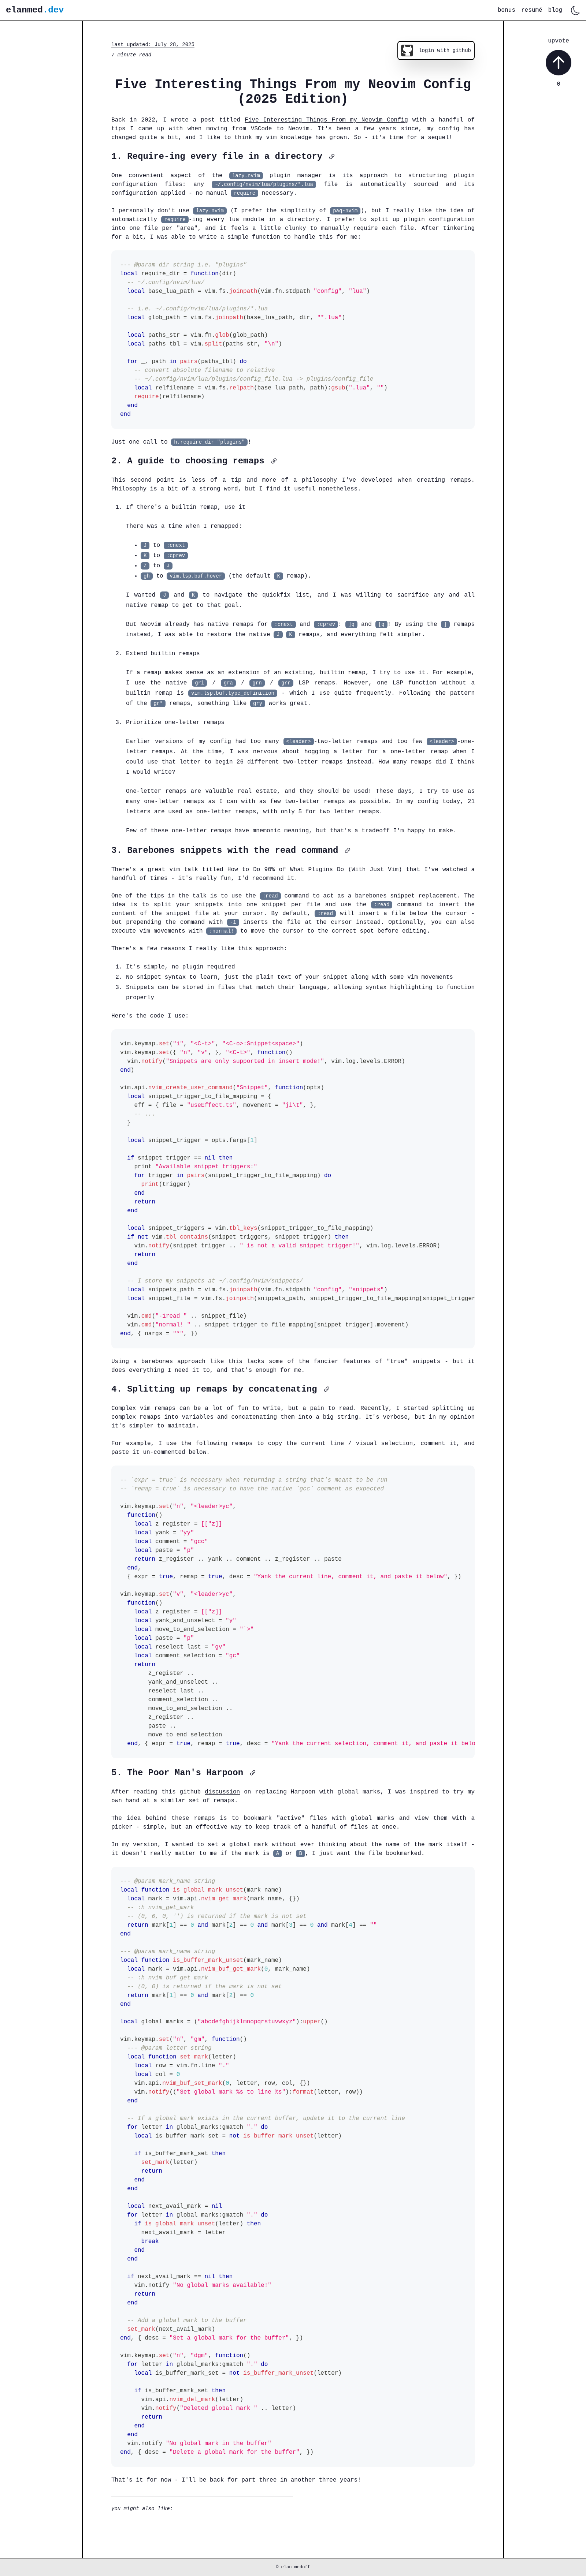 elanmed.dev
bonus resumé blog
last updated: July 28, 2025
7 minute read
login with github
upvote
0
Five Interesting Things From my Neovim Config
(2025 Edition)
Back in 2022, I wrote a post titled Five Interesting Things From my Neovim Config with a handful of
tips I came up with when moving from VSCode to Neovim. It's been a few years since, my config has
changed quite a bit, and I like to think my vim knowledge has grown. So - it's time for a sequel!
1. Require-ing every file in a directory
One convenient aspect of the lazy.nvim plugin manager is its approach to structuring plugin
configuration files: any ~/.config/nvim/lua/plugins/*.lua file is automatically sourced and its
configuration applied - no manual require necessary.
I personally don't use lazy.nvim (I prefer the simplicity of paq-nvim), but I really like the idea of
automatically require-ing every lua module in a directory. I prefer to split up plugin configuration
into one file per "area", and it feels a little clunky to manually require each file. After tinkering
for a bit, I was able to write a simple function to handle this for me:
--- @param dir string i.e. "plugins"
local require_dir = function(dir)
-- ~/.config/nvim/lua/
local base_lua_path = vim.fs.joinpath(vim.fn.stdpath "config", "lua")
-- i.e. ~/.config/nvim/lua/plugins/*.lua
local glob_path = vim.fs.joinpath(base_lua_path, dir, "*.lua")
local paths_str = vim.fn.glob(glob_path)
local paths_tbl = vim.split(paths_str, "\n")
for _, path in pairs(paths_tbl) do
-- convert absolute filename to relative
-- ~/.config/nvim/lua/plugins/config_file.lua -> plugins/config_file
local relfilename = vim.fs.relpath(base_lua_path, path):gsub(".lua", "")
require(relfilename)
end
end
Just one call to h.require_dir "plugins"!
2. A guide to choosing remaps
This second point is less of a tip and more of a philosophy I've developed when creating remaps.
Philosophy is a bit of a strong word, but I find it useful nonetheless.
1. If there's a builtin remap, use it
There was a time when I remapped:
• J to :cnext
• K to :cprev
• Z to J
• gh to vim.lsp.buf.hover (the default K remap).
I wanted J and K to navigate the quickfix list, and I was willing to sacrifice any and all
native remap to get to that goal.
But Neovim already has native remaps for :cnext and :cprev: ]q and [q! By using the ] remaps
instead, I was able to restore the native J K remaps, and everything felt simpler.
2. Extend builtin remaps
If a remap makes sense as an extension of an existing, builtin remap, I try to use it. For example,
I use the native gri / gra / grn / grr LSP remaps. However, one LSP function without a
builtin remap is vim.lsp.buf.type_definition - which I use quite frequently. Following the pattern
of the gr* remaps, something like gry works great.
3. Prioritize one-letter remaps
Earlier versions of my config had too many <leader>-two-letter remaps and too few <leader>-one-
letter remaps. At the time, I was nervous about hogging a letter for a one-letter remap when I
could use that letter to begin 26 different two-letter remaps instead. How many remaps did I think
I would write?
One-letter remaps are valuable real estate, and they should be used! These days, I try to use as
many one-letter remaps as I can with as few two-letter remaps as possible. In my config today, 21
letters are used as one-letter remaps, with only 5 for two letter remaps.
Few of these one-letter remaps have mnemonic meaning, but that's a tradeoff I'm happy to make.
3. Barebones snippets with the read command
There's a great vim talk titled How to Do 90% of What Plugins Do (With Just Vim) that I've watched a
handful of times - it's really fun, I'd recommend it.
One of the tips in the talk is to use the :read command to act as a barebones snippet replacement. The
idea is to split your snippets into one snippet per file and use the :read command to insert the
content of the snippet file at your cursor. By default, :read will insert a file below the cursor -
but prepending the command with -1 inserts the file at the cursor instead. Optionally, you can also
execute vim movements with :normal! to move the cursor to the correct spot before editing.
There's a few reasons I really like this approach:
1. It's simple, no plugin required
2. No snippet syntax to learn, just the plain text of your snippet along with some vim movements
3. Snippets can be stored in files that match their language, allowing syntax highlighting to function
properly
Here's the code I use:
vim.keymap.set("i", "<C-t>", "<C-o>:Snippet<space>")
vim.keymap.set({ "n", "v", }, "<C-t>", function()
vim.notify("Snippets are only supported in insert mode!", vim.log.levels.ERROR)
end)
vim.api.nvim_create_user_command("Snippet", function(opts)
local snippet_trigger_to_file_mapping = {
eff = { file = "useEffect.ts", movement = "ji\t", },
-- ...
}
local snippet_trigger = opts.fargs[1]
if snippet_trigger == nil then
print "Available snippet triggers:"
for trigger in pairs(snippet_trigger_to_file_mapping) do
print(trigger)
end
return
end
local snippet_triggers = vim.tbl_keys(snippet_trigger_to_file_mapping)
if not vim.tbl_contains(snippet_triggers, snippet_trigger) then
vim.notify(snippet_trigger .. " is not a valid snippet trigger!", vim.log.levels.ERROR)
return
end
-- I store my snippets at ~/.config/nvim/snippets/
local snippets_path = vim.fs.joinpath(vim.fn.stdpath "config", "snippets")
local snippet_file = vim.fs.joinpath(snippets_path, snippet_trigger_to_file_mapping[snippet_trigger
vim.cmd("-1read " .. snippet_file)
vim.cmd("normal! " .. snippet_trigger_to_file_mapping[snippet_trigger].movement)
end, { nargs = "*", })
Using a barebones approach like this lacks some of the fancier features of "true" snippets - but it
does everything I need it to, and that's enough for me.
4. Splitting up remaps by concatenating
Complex vim remaps can be a lot of fun to write, but a pain to read. Recently, I started splitting up
complex remaps into variables and concatenating them into a big string. It's verbose, but in my opinion
it's simpler to maintain.
For example, I use the following remaps to copy the current line / visual selection, comment it, and
paste it un-commented below.
-- `expr = true` is necessary when returning a string that's meant to be run
-- `remap = true` is necessary to have the native `gcc` comment as expected
vim.keymap.set("n", "<leader>yc",
function()
local z_register = [["z]]
local yank = "yy"
local comment = "gcc"
local paste = "p"
return z_register .. yank .. comment .. z_register .. paste
end,
{ expr = true, remap = true, desc = "Yank the current line, comment it, and paste it below", })
vim.keymap.set("v", "<leader>yc",
function()
local z_register = [["z]]
local yank_and_unselect = "y"
local move_to_end_selection = "`>"
local paste = "p"
local reselect_last = "gv"
local comment_selection = "gc"
return
z_register ..
yank_and_unselect ..
reselect_last ..
comment_selection ..
move_to_end_selection ..
z_register ..
paste ..
move_to_end_selection
end, { expr = true, remap = true, desc = "Yank the current selection, comment it, and paste it belo
5. The Poor Man's Harpoon
After reading this github discussion on replacing Harpoon with global marks, I was inspired to try my
own hand at a similar set of remaps.
The idea behind these remaps is to bookmark "active" files with global marks and view them with a
picker - simple, but an effective way to keep track of a handful of files at once.
In my version, I wanted to set a global mark without ever thinking about the name of the mark itself -
it doesn't really matter to me if the mark is A or B, I just want the file bookmarked.
--- @param mark_name string
local function is_global_mark_unset(mark_name)
local mark = vim.api.nvim_get_mark(mark_name, {})
-- :h nvim_get_mark
-- (0, 0, 0, '') is returned if the mark is not set
return mark[1] == 0 and mark[2] == 0 and mark[3] == 0 and mark[4] == ""
end
--- @param mark_name string
local function is_buffer_mark_unset(mark_name)
local mark = vim.api.nvim_buf_get_mark(0, mark_name)
-- :h nvim_buf_get_mark
-- (0, 0) is returned if the mark is not set
return mark[1] == 0 and mark[2] == 0
end
local global_marks = ("abcdefghijklmnopqrstuvwxyz"):upper()
vim.keymap.set("n", "gm", function()
--- @param letter string
local function set_mark(letter)
local row = vim.fn.line "."
local col = 0
vim.api.nvim_buf_set_mark(0, letter, row, col, {})
vim.notify(("Set global mark %s to line %s"):format(letter, row))
end
-- If a global mark exists in the current buffer, update it to the current line
for letter in global_marks:gmatch "." do
local is_buffer_mark_set = not is_buffer_mark_unset(letter)
if is_buffer_mark_set then
set_mark(letter)
return
end
end
local next_avail_mark = nil
for letter in global_marks:gmatch "." do
if is_global_mark_unset(letter) then
next_avail_mark = letter
break
end
end
if next_avail_mark == nil then
vim.notify "No global marks available!"
return
end
-- Add a global mark to the buffer
set_mark(next_avail_mark)
end, { desc = "Set a global mark for the buffer", })
vim.keymap.set("n", "dgm", function()
for letter in global_marks:gmatch "." do
local is_buffer_mark_set = not is_buffer_mark_unset(letter)
if is_buffer_mark_set then
vim.api.nvim_del_mark(letter)
vim.notify("Deleted global mark " .. letter)
return
end
end
vim.notify "No global mark in the buffer"
end, { desc = "Delete a global mark for the buffer", })
That's it for now - I'll be back for part three in another three years!
you might also like:
© elan medoff